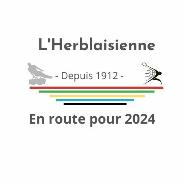 L'Herblaisienne
- Depuis 1912 -
En route pour 2024